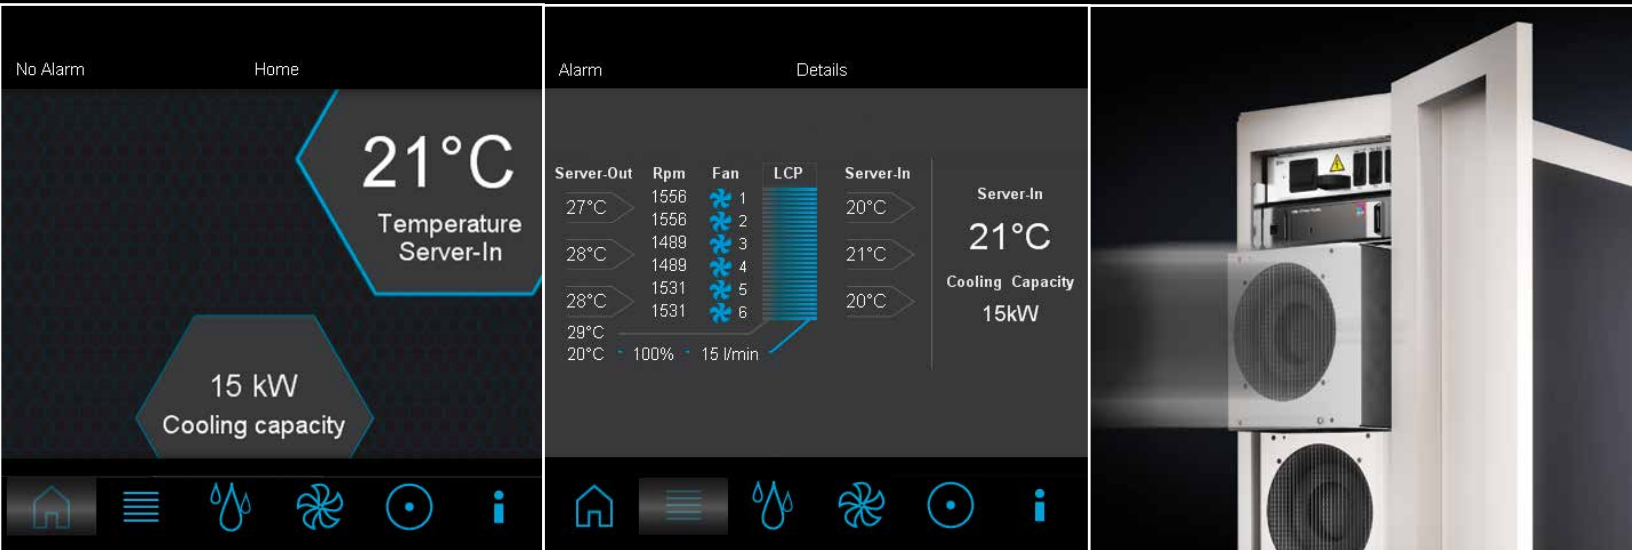 No Alarm Home
21°C
Temperature
Server-In
15 kW
Cooling capacity
Alarm Details
Server-Out Rpm Fan LCP Server-In
27°C 1556 1 20°C
1556 2
28°C 1489 3 21°C
1489 4
28°C 1531 5 20°C
1531 6
29°C
20°C - 100% - 15 l/min
Server-In
21°C
Cooling Capacity
15kW